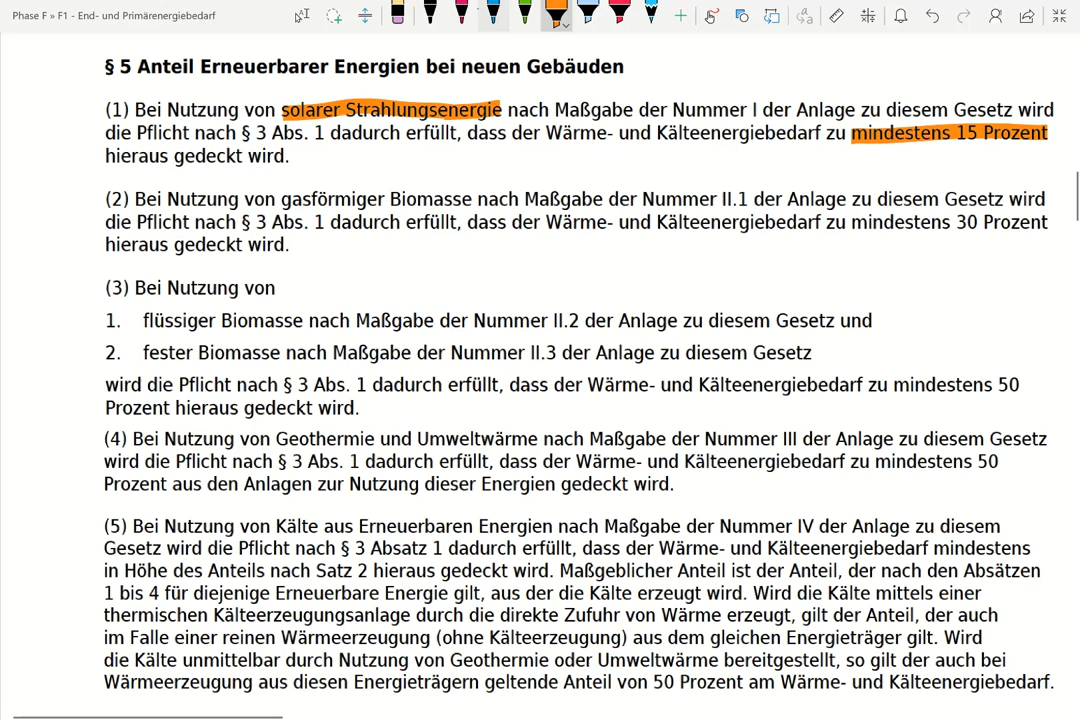 Phase F » F1 - End- und Primärenergiebedarf
§ 5 Anteil Erneuerbarer Energien bei neuen Gebäuden
(1) Bei Nutzung von solarer Strahlungsenergie nach Maßgabe der Nummer I der Anlage zu diesem Gesetz wird
die Pflicht nach § 3 Abs. 1 dadurch erfüllt, dass der Wärme- und Kälteenergiebedarf zu mindestens 15 Prozent
hieraus gedeckt wird.
(2) Bei Nutzung von gasförmiger Biomasse nach Maßgabe der Nummer II.1 der Anlage zu diesem Gesetz wird
die Pflicht nach § 3 Abs. 1 dadurch erfüllt, dass der Wärme- und Kälteenergiebedarf zu mindestens 30 Prozent
hieraus gedeckt wird.
(3) Bei Nutzung von
1. flüssiger Biomasse nach Maßgabe der Nummer II.2 der Anlage zu diesem Gesetz und
2. fester Biomasse nach Maßgabe der Nummer II.3 der Anlage zu diesem Gesetz
wird die Pflicht nach § 3 Abs. 1 dadurch erfüllt, dass der Wärme- und Kälteenergiebedarf zu mindestens 50
Prozent hieraus gedeckt wird.
(4) Bei Nutzung von Geothermie und Umweltwärme nach Maßgabe der Nummer III der Anlage zu diesem Gesetz
wird die Pflicht nach § 3 Abs. 1 dadurch erfüllt, dass der Wärme- und Kälteenergiebedarf zu mindestens 50
Prozent aus den Anlagen zur Nutzung dieser Energien gedeckt wird.
(5) Bei Nutzung von Kälte aus Erneuerbaren Energien nach Maßgabe der Nummer IV der Anlage zu diesem
Gesetz wird die Pflicht nach § 3 Absatz 1 dadurch erfüllt, dass der Wärme- und Kälteenergiebedarf mindestens
in Höhe des Anteils nach Satz 2 hieraus gedeckt wird. Maßgeblicher Anteil ist der Anteil, der nach den Absätzen
1 bis 4 für diejenige Erneuerbare Energie gilt, aus der die Kälte erzeugt wird. Wird die Kälte mittels einer
thermischen Kälteerzeugungsanlage durch die direkte Zufuhr von Wärme erzeugt, gilt der Anteil, der auch
im Falle einer reinen Wärmeerzeugung (ohne Kälteerzeugung) aus dem gleichen Energieträger gilt. Wird
die Kälte unmittelbar durch Nutzung von Geothermie oder Umweltwärme bereitgestellt, so gilt der auch bei
Wärmeerzeugung aus diesen Energieträgern geltende Anteil von 50 Prozent am Wärme- und Kälteenergiebedarf.